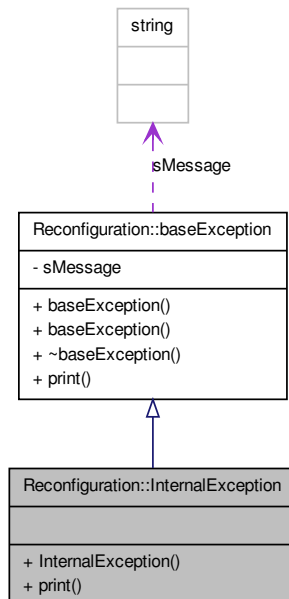 string
sMessage
Reconfiguration::baseException
- sMessage
+ baseException()
+ baseException()
+ ~baseException()
+ print()
Reconfiguration::InternalException
+ InternalException()
+ print()